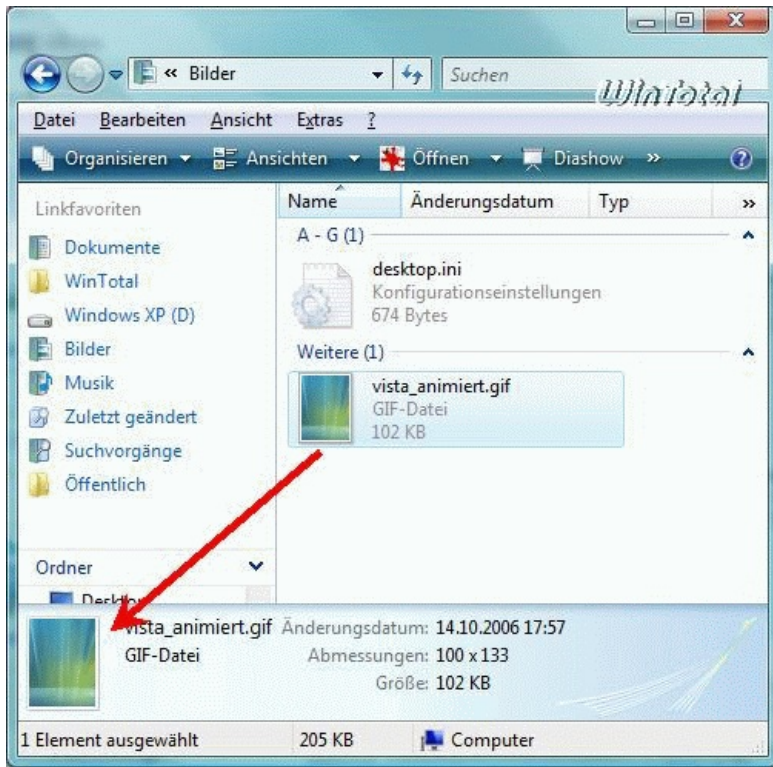 « Bilder
Suchen
WinTotal
Datei Bearbeiten Ansicht Extras ?
Organisieren Ansichten Öffnen Diashow » ?
Linkfavoriten
Dokumente
WinTotal
Windows XP (D)
Bilder
Musik
Zuletzt geändert
Suchvorgänge
Öffentlich
Ordner
Desktop
Name Änderungsdatum Typ »
A - G (1)
desktop.ini
Konfigurationseinstellungen
674 Bytes
Weitere (1)
vista_animiert.gif
GIF-Datei
102 KB
vista_animiert.gif Änderungsdatum: 14.10.2006 17:57
GIF-Datei Abmessungen: 100 x 133
Größe: 102 KB
1 Element ausgewählt 205 KB Computer